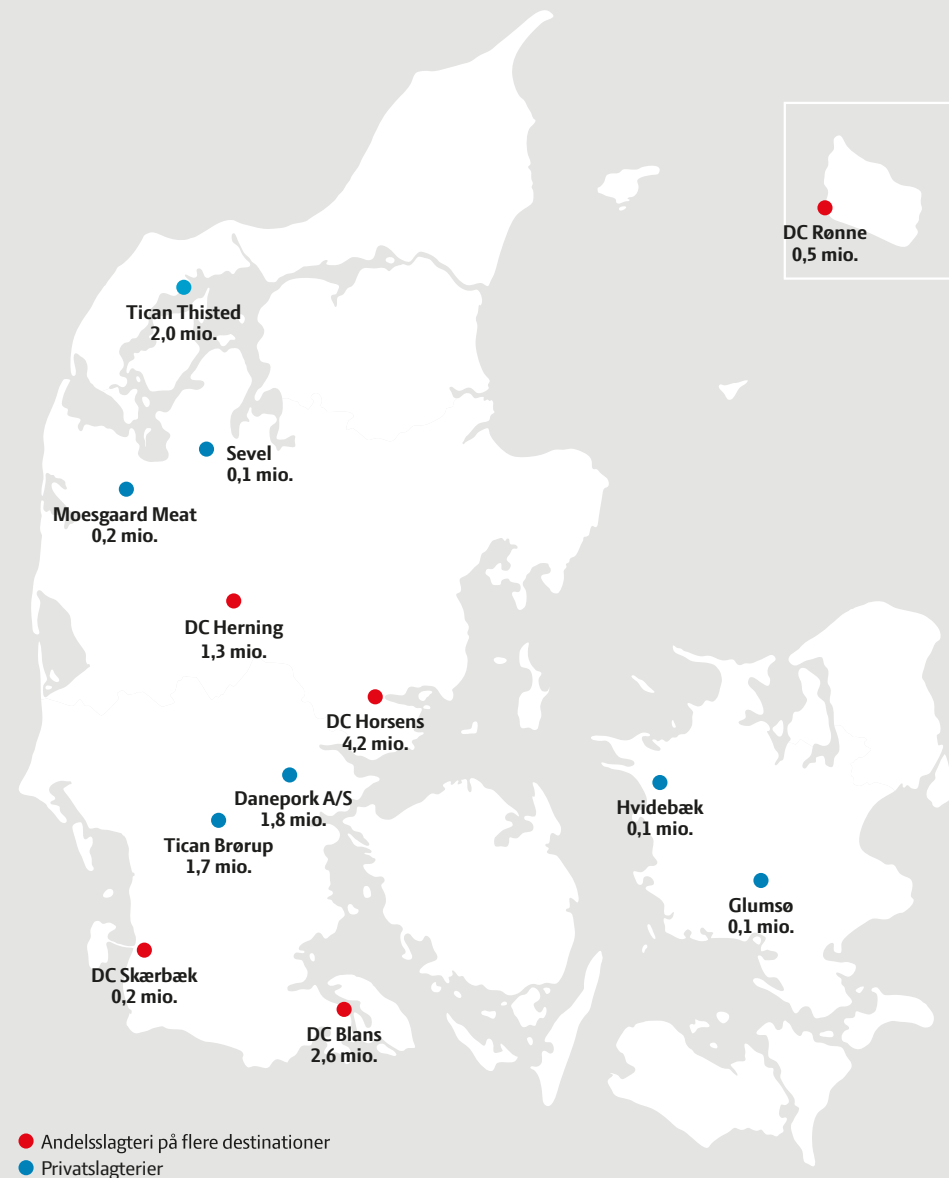 DC Rønne
0,5 mio.
Tican Thisted
2,0 mio.
Sevel
0,1 mio.
Moesgaard Meat
0,2 mio.
DC Herning
1,3 mio.
DC Horsens
4,2 mio.
Danepork A/S
1,8 mio.
Hvidebæk
0,1 mio.
Tican Brørup
1,7 mio.
Glumsø
0,1 mio.
DC Skærbæk
0,2 mio.
DC Blans
2,6 mio.
Andelsslagteri på flere destinationer
Privatslagterier